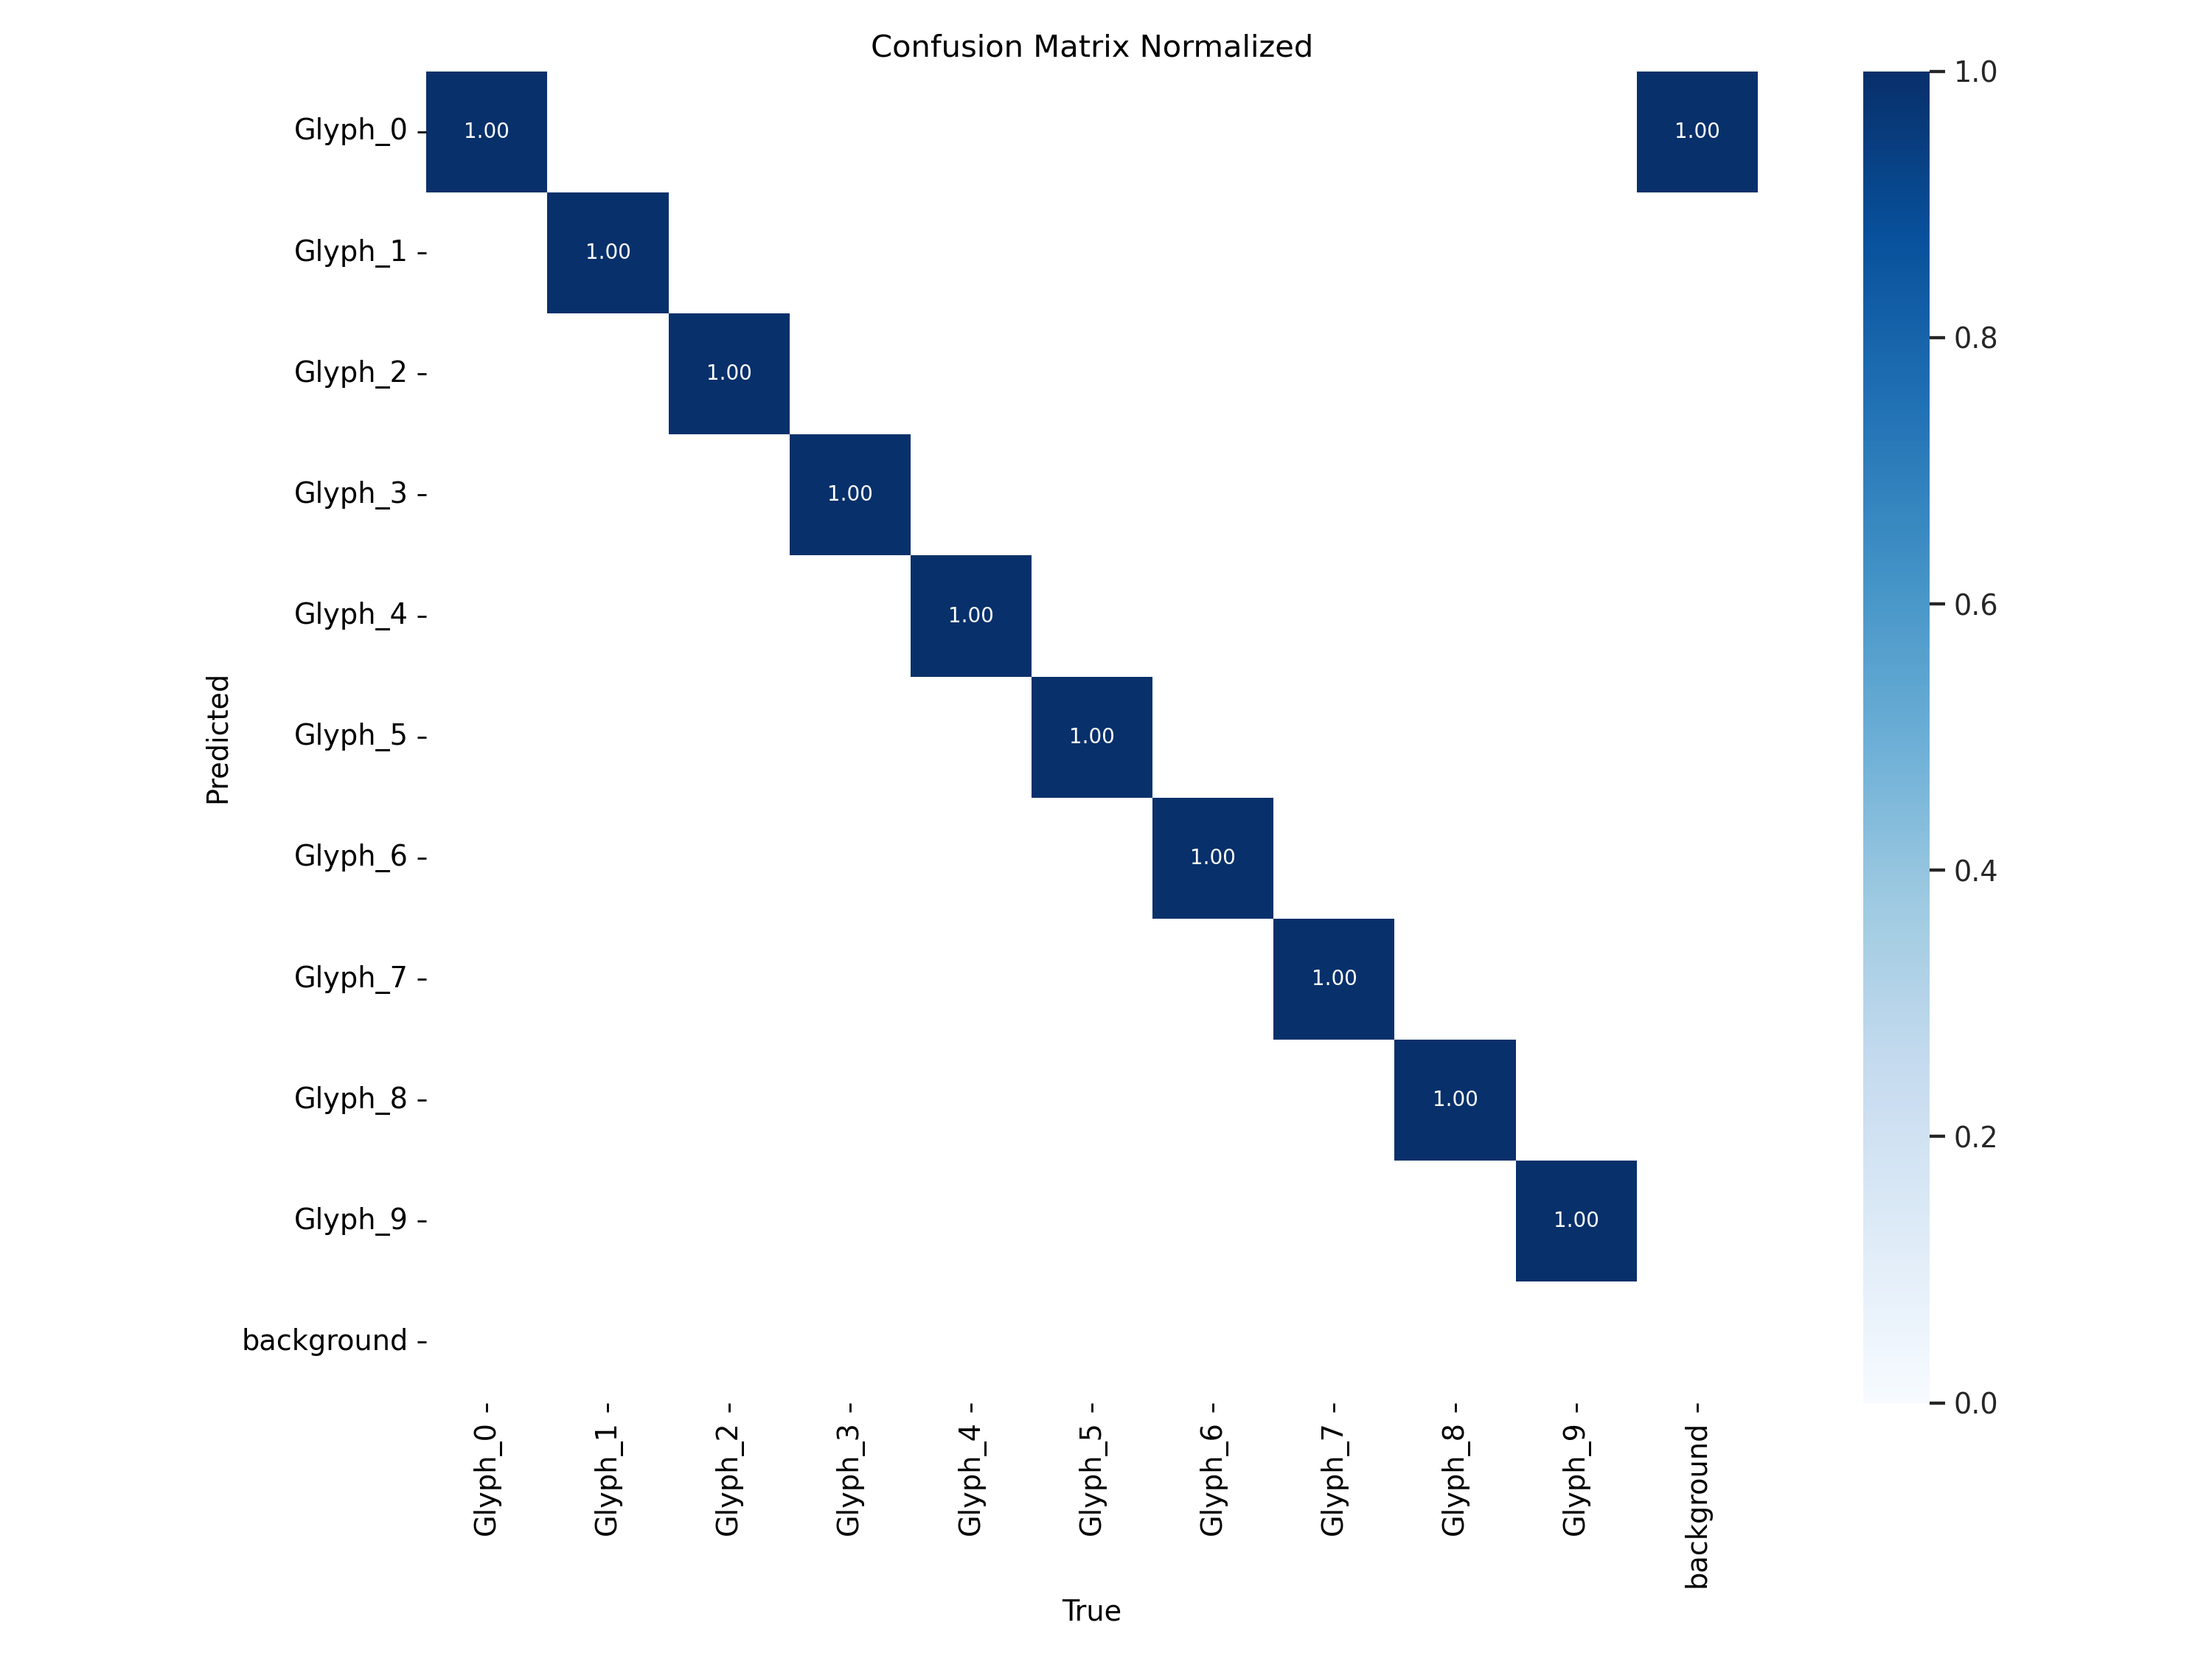 Confusion Matrix Normalized
Glyph_0 1.00 1.00
Glyph_1 1.00
Glyph_2 1.00
Glyph_3 1.00
Glyph_4 1.00
Glyph_5 1.00
Glyph_6 1.00
Glyph_7 1.00
Glyph_8 1.00
Glyph_9 1.00
background
Predicted
Glyph_0 Glyph_1 Glyph_2 Glyph_3 Glyph_4 Glyph_5 Glyph_6 Glyph_7 Glyph_8 Glyph_9 background
True
1.0
0.8
0.6
0.4
0.2
0.0